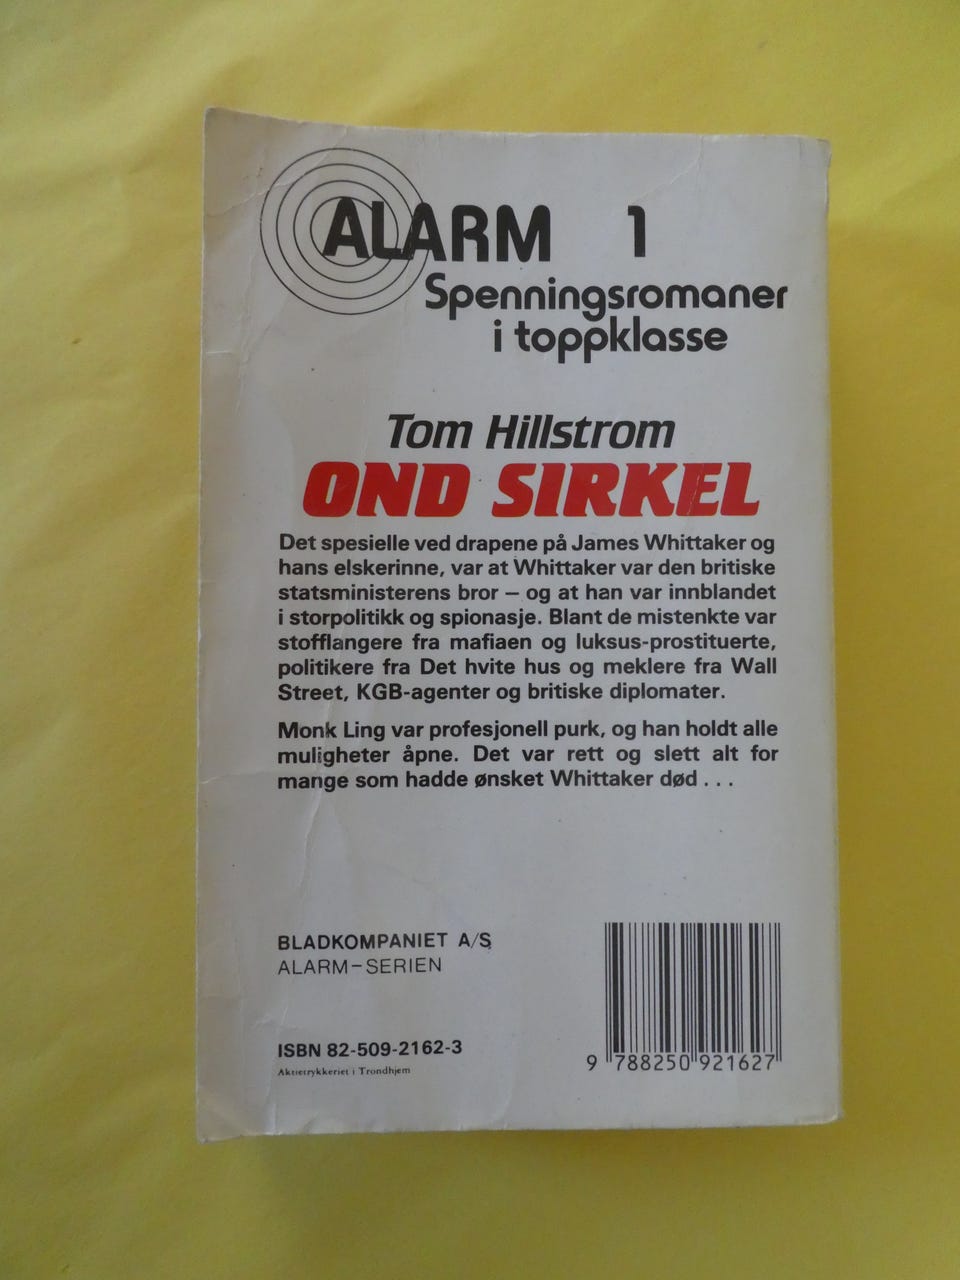 ALARM 1
Spenningsromaner
i toppklasse
Tom Hillstrom
OND SIRKEL
Det spesielle ved drapene på James Whittaker og
hans elskerinne, var at Whittaker var den britiske
statsministerens bror – og at han var innblandet
i storpolitikk og spionasje. Blant de mistenkte var
stofflangere fra mafiaen og luksus-prostituerte,
politikere fra Det hvite hus og meklere fra Wall
Street, KGB-agenter og britiske diplomater.
Monk Ling var profesjonell purk, og han holdt alle
muligheter åpne. Det var rett og slett alt for
mange som hadde ønsket Whittaker død . . .
BLADKOMPANIET A/S
ALARM–SERIEN
ISBN 82-509-2162-3
Aktietrykkeriet i Trondhjem
9 788250 921627